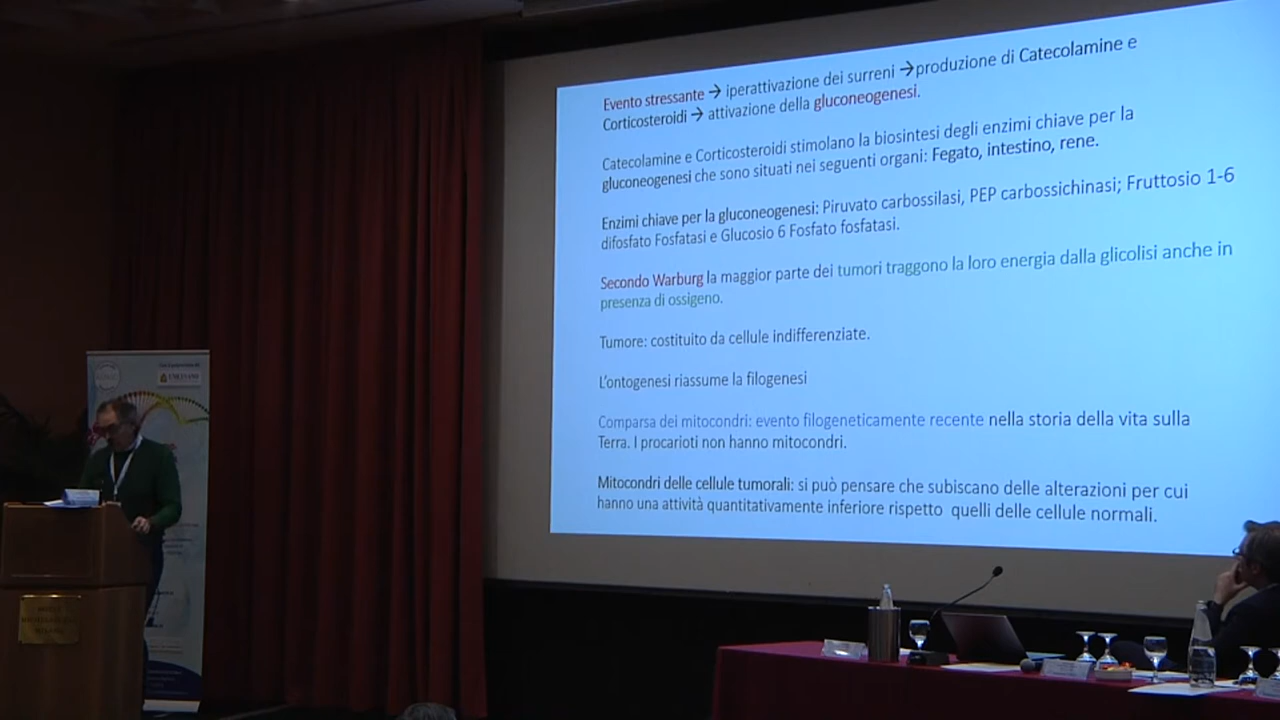 Evento stressante → iperattivazione dei surreni →produzione di Catecolamine e
Corticosteroidi → attivazione della gluconeogenesi.
Catecolamine e Corticosteroidi stimolano la biosintesi degli enzimi chiave per la
gluconeogenesi che sono situati nei seguenti organi: Fegato, intestino, rene.
Enzimi chiave per la gluconeogenesi: Piruvato carbossilasi, PEP carbossichinasi; Fruttosio 1-6
difosfato Fosfatasi e Glucosio 6 Fosfato fosfatasi.
Secondo Warburg la maggior parte dei tumori traggono la loro energia dalla glicolisi anche in
presenza di ossigeno.
Tumore: costituito da cellule indifferenziate.
L'ontogenesi riassume la filogenesi
Comparsa dei mitocondri: evento filogeneticamente recente nella storia della vita sulla
Terra. I procarioti non hanno mitocondri.
Mitocondri delle cellule tumorali: si può pensare che subiscano delle alterazioni per cui
hanno una attività quantitativamente inferiore rispetto quelli delle cellule normali.